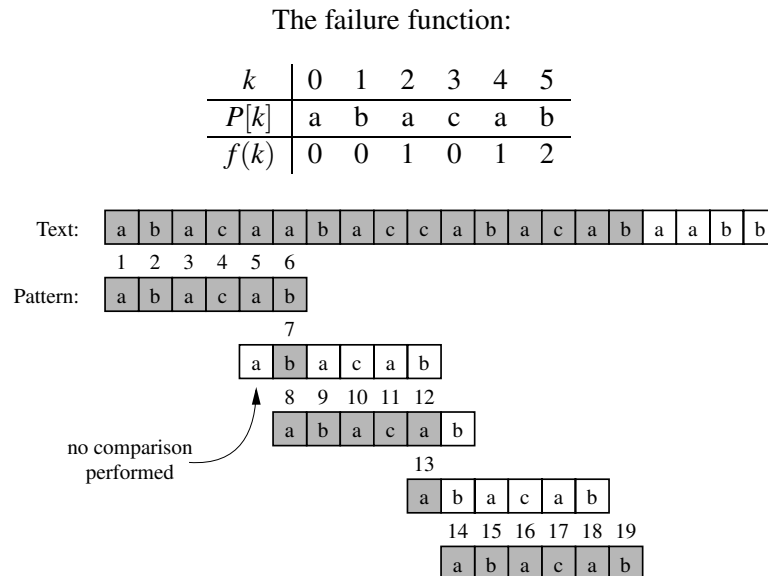 The failure function:
k 0 1 2 3 4 5
P[k] a b a c a b
f(k) 0 0 1 0 1 2
Text: a b a c a a b a c c a b a c a b a a b b
1 2 3 4 5 6
Pattern: a b a c a b
7
a b a c a b
8 9 10 11 12
a b a c a b
no comparison
performed
13
a b a c a b
14 15 16 17 18 19
a b a c a b